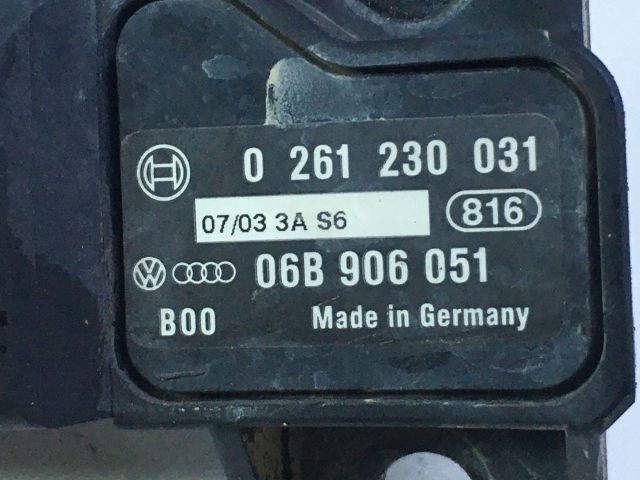 0 261 230 031
07/03 3A S6
816
06B 906 051
B00
Made in Germany